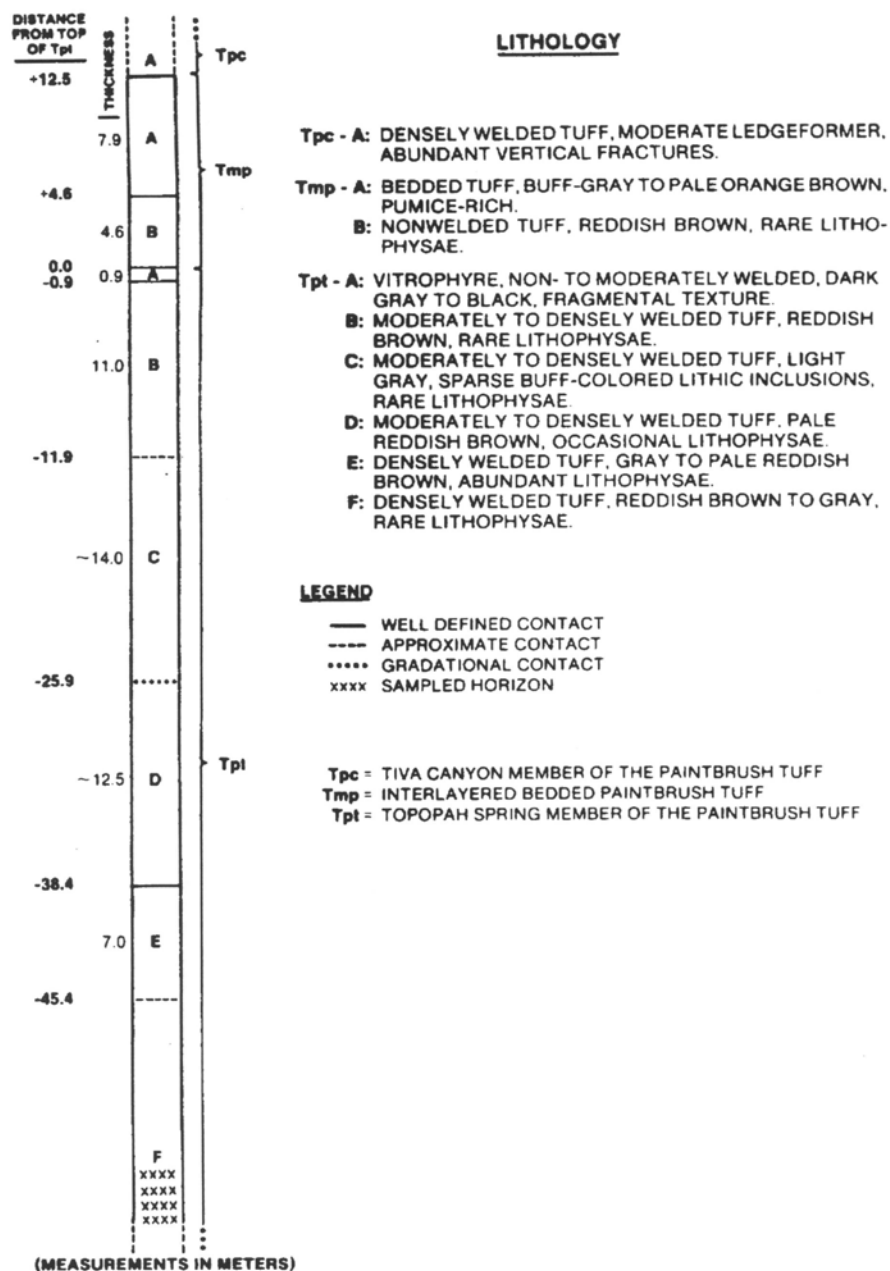 DISTANCE
FROM TOP
OF Tpt
THICKNESS
A
Tpc
+12.5
7.9
A
Tmp
+4.6
4.6
B
0.0
0.9
A
-0.9
11.0
B
-11.9
~14.0
C
-25.9
~12.5
D
Tpt
-38.4
7.0
E
-45.4
F
xxxx
xxxx
xxxx
xxxx
(MEASUREMENTS IN METERS)
LITHOLOGY
Tpc - A: DENSELY WELDED TUFF, MODERATE LEDGEFORMER,
ABUNDANT VERTICAL FRACTURES.
Tmp - A: BEDDED TUFF, BUFF-GRAY TO PALE ORANGE BROWN,
PUMICE-RICH.
B: NONWELDED TUFF, REDDISH BROWN, RARE LITHO-
PHYSAE.
Tpt - A: VITROPHYRE, NON- TO MODERATELY WELDED, DARK
GRAY TO BLACK, FRAGMENTAL TEXTURE.
B: MODERATELY TO DENSELY WELDED TUFF, REDDISH
BROWN, RARE LITHOPHYSAE.
C: MODERATELY TO DENSELY WELDED TUFF, LIGHT
GRAY, SPARSE BUFF-COLORED LITHIC INCLUSIONS,
RARE LITHOPHYSAE.
D: MODERATELY TO DENSELY WELDED TUFF, PALE
REDDISH BROWN, OCCASIONAL LITHOPHYSAE.
E: DENSELY WELDED TUFF, GRAY TO PALE REDDISH
BROWN, ABUNDANT LITHOPHYSAE.
F: DENSELY WELDED TUFF, REDDISH BROWN TO GRAY,
RARE LITHOPHYSAE.
LEGEND
WELL DEFINED CONTACT
APPROXIMATE CONTACT
GRADATIONAL CONTACT
xxxx SAMPLED HORIZON
Tpc = TIVA CANYON MEMBER OF THE PAINTBRUSH TUFF
Tmp = INTERLAYERED BEDDED PAINTBRUSH TUFF
Tpt = TOPOPAH SPRING MEMBER OF THE PAINTBRUSH TUFF